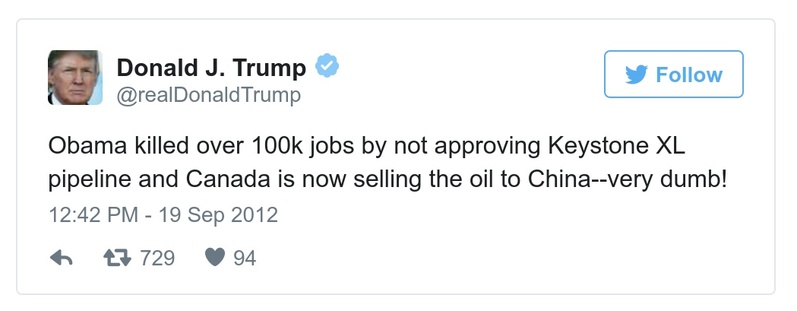 Donald J. Trump
@realDonaldTrump
Follow
Obama killed over 100k jobs by not approving Keystone XL
pipeline and Canada is now selling the oil to China--very dumb!
12:42 PM - 19 Sep 2012
729 94